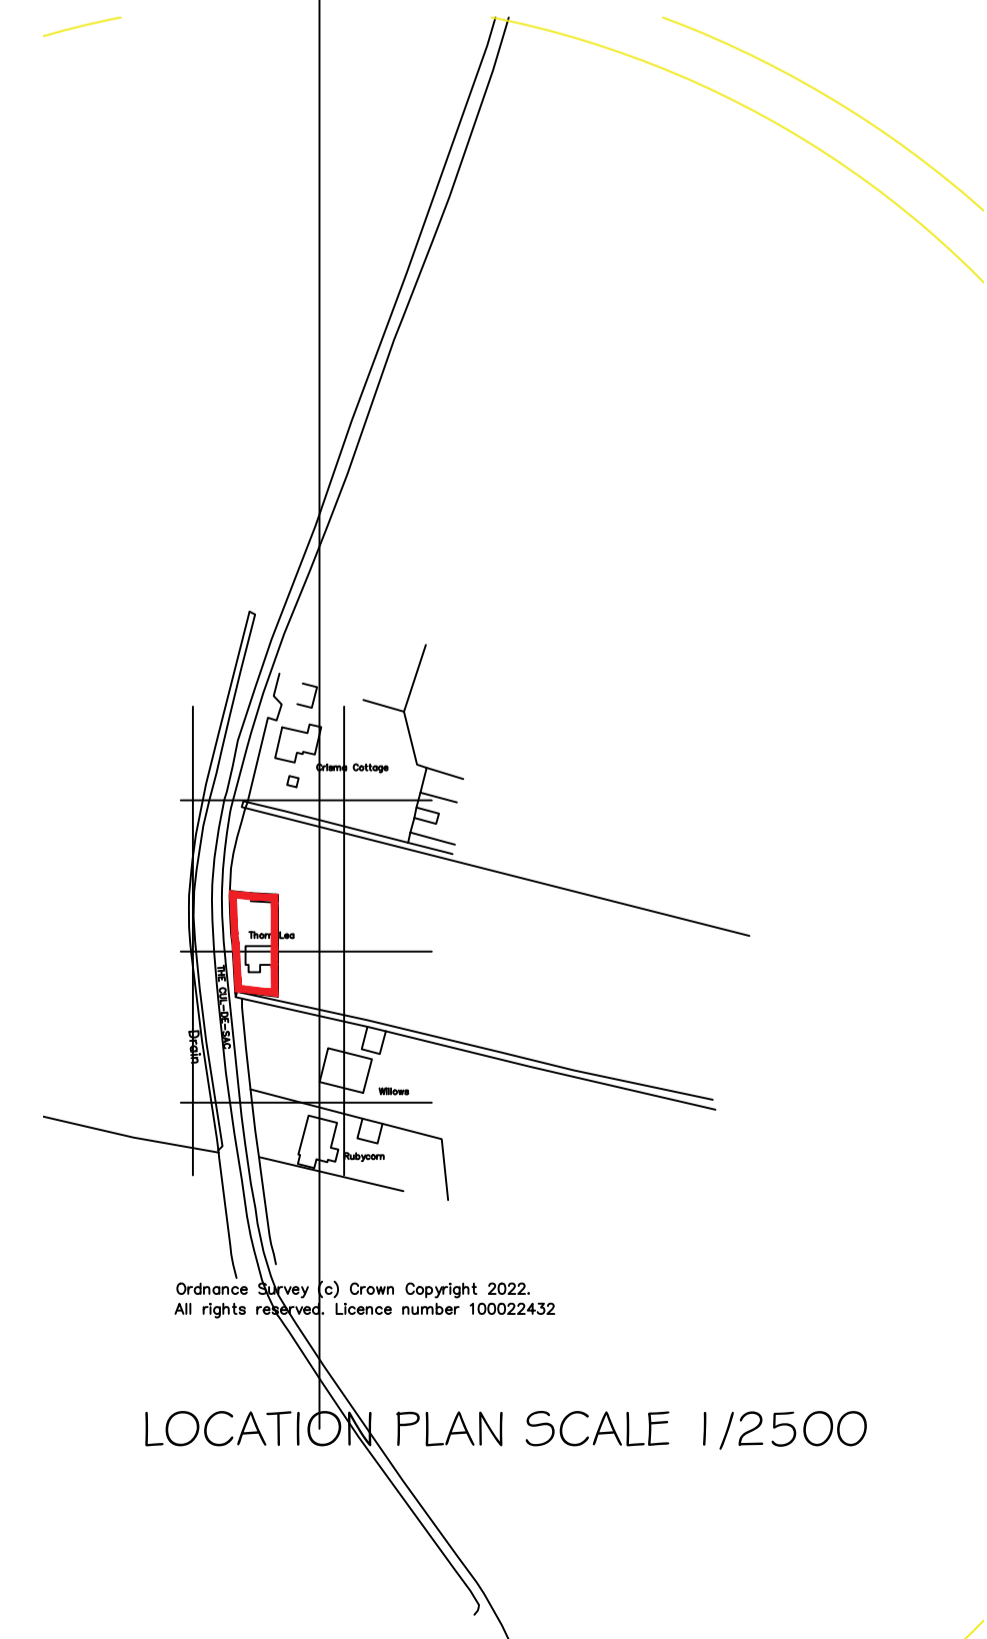 Crisma Cottage
Thorn Lea
THE CUL-DE-SAC
Drain
Willows
Rubycorn
Ordnance Survey (c) Crown Copyright 2022.
All rights reserved. Licence number 100022432
LOCATION PLAN SCALE 1/2500